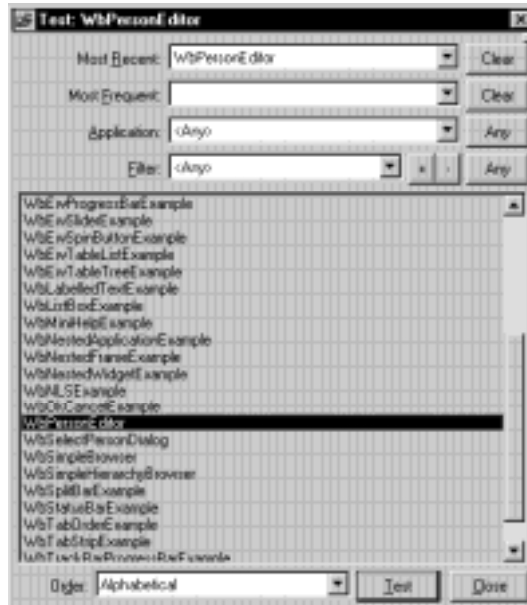 Test: WbPersonEditor
Most Recent: WbPersonEditor Clear
Most Frequent: Clear
Application: <Any> Any
Filter: <Any> + - Any
WbEwProgressBarExample
WbEwSliderExample
WbEwSpinButtonExample
WbEwTableListExample
WbEwTableTreeExample
WbLabelledTextExample
WbListBoxExample
WbMiniHelpExample
WbNestedApplicationExample
WbNestedFrameExample
WbNestedWidgetExample
WbNLSExample
WbOkCancelExample
WbPersonEditor
WbSelectPersonDialog
WbSimpleBrowser
WbSimpleHierarchyBrowser
WbSplitBarExample
WbStatusBarExample
WbTabOrderExample
WbTabStripExample
WbTrackBarProgressBarExample
Order: Alphabetical Test Close